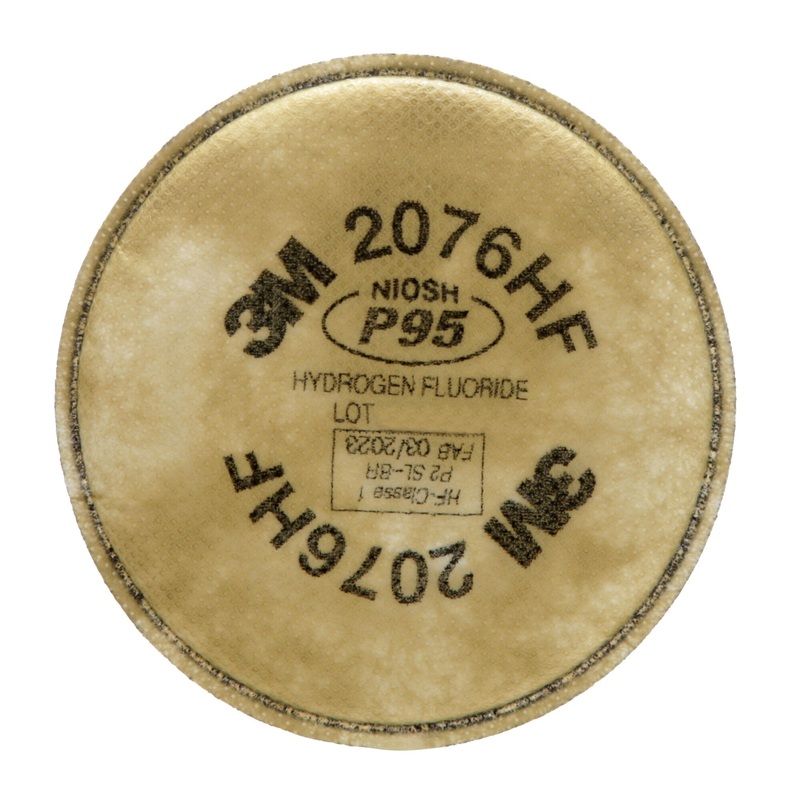 3M 2076HF
NIOSH
P95
HYDROGEN FLUORIDE
LOT
HF-Classe 1
P2 SL-BR
FAB 03/2023
3M 2076HF